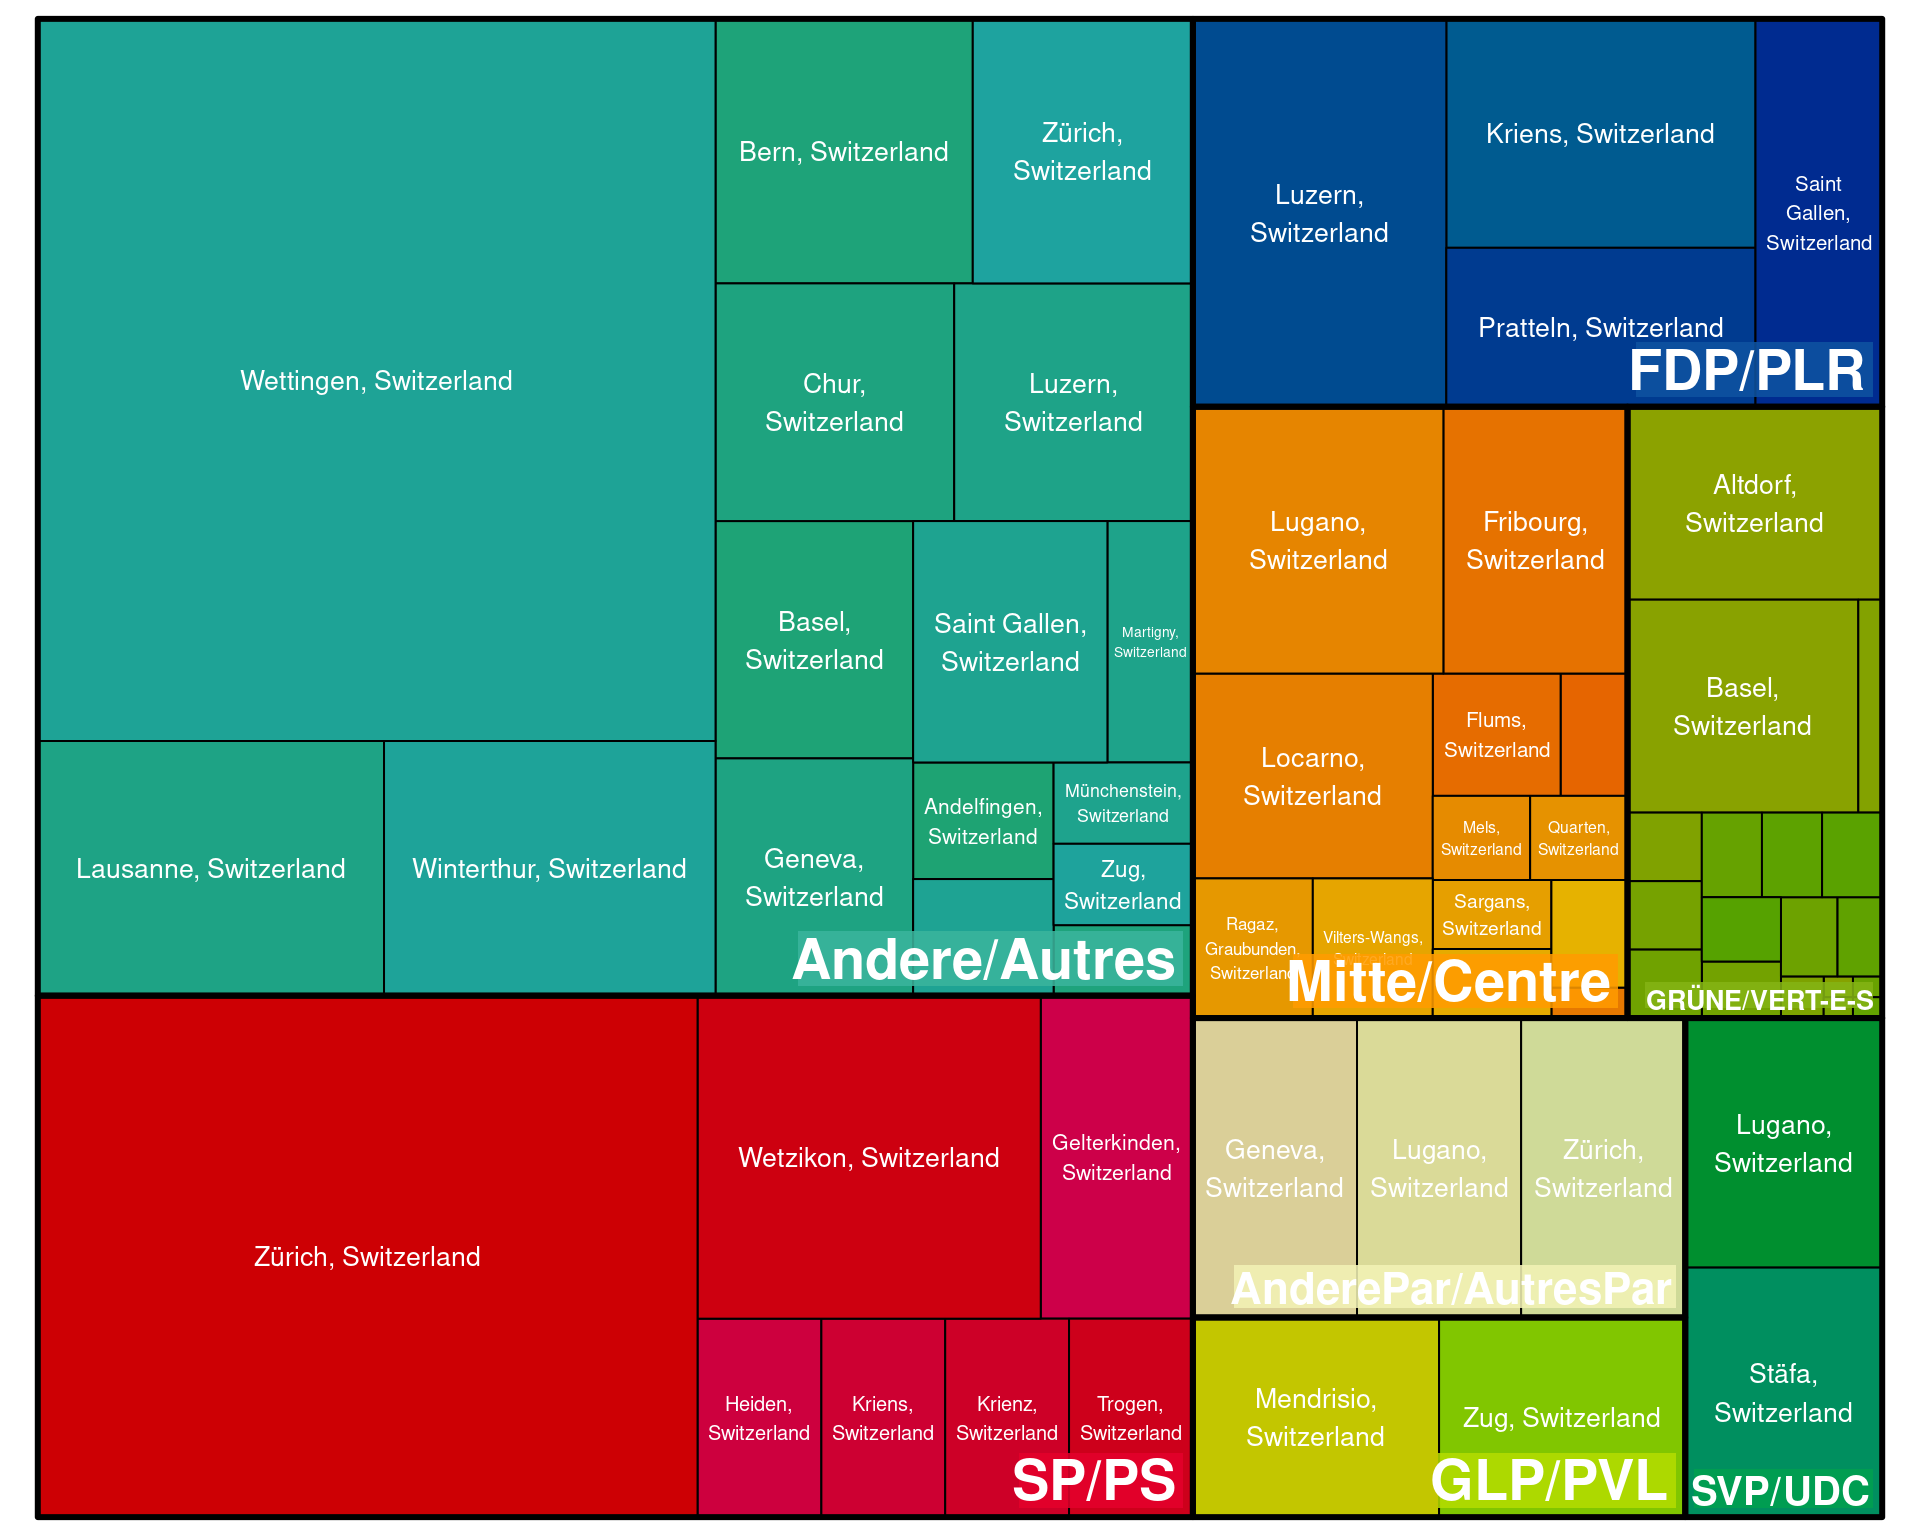 Wettingen, Switzerland
Bern, Switzerland
Zürich,
Switzerland
Chur,
Switzerland
Luzern,
Switzerland
Basel,
Switzerland
Saint Gallen,
Switzerland
Martigny,
Switzerland
Lausanne, Switzerland
Winterthur, Switzerland
Geneva,
Switzerland
Andelfingen,
Switzerland
Münchenstein,
Switzerland
Zug,
Switzerland
Andere/Autres
Luzern,
Switzerland
Kriens, Switzerland
Pratteln, Switzerland
Saint
Gallen,
Switzerland
FDP/PLR
Lugano,
Switzerland
Fribourg,
Switzerland
Locarno,
Switzerland
Flums,
Switzerland
Mels,
Switzerland
Quarten,
Switzerland
Ragaz,
Graubunden,
Switzerland
Vilters-Wangs,
Switzerland
Sargans,
Switzerland
Mitte/Centre
Altdorf,
Switzerland
Basel,
Switzerland
GRÜNE/VERT-E-S
Zürich, Switzerland
Wetzikon, Switzerland
Gelterkinden,
Switzerland
Heiden,
Switzerland
Kriens,
Switzerland
Krienz,
Switzerland
Trogen,
Switzerland
SP/PS
Geneva,
Switzerland
Lugano,
Switzerland
Zürich,
Switzerland
AnderePar/AutresPar
Mendrisio,
Switzerland
Zug, Switzerland
GLP/PVL
Lugano,
Switzerland
Stäfa,
Switzerland
SVP/UDC